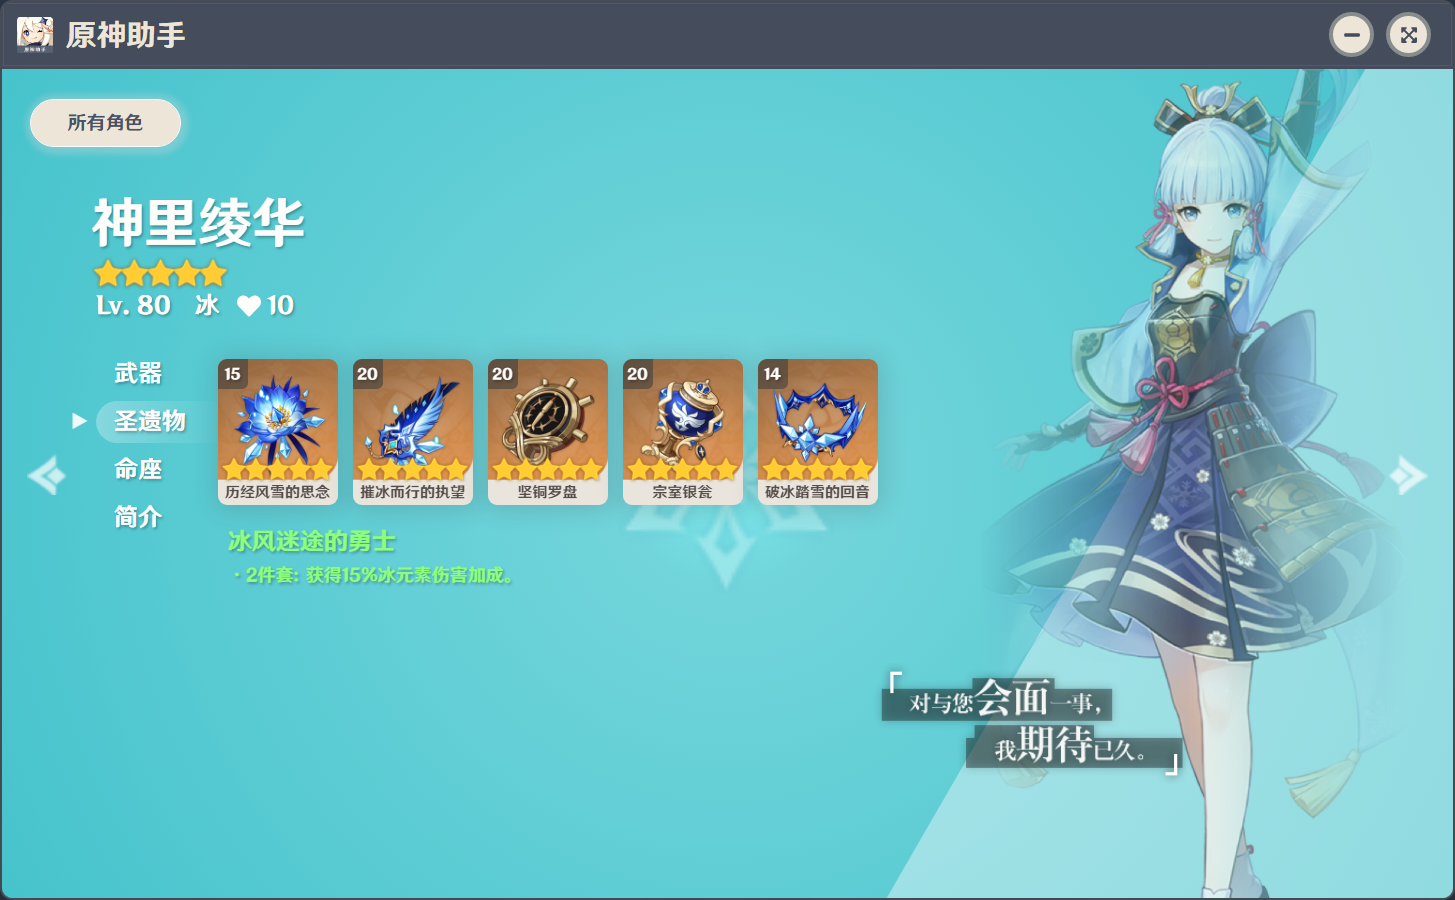 原神助手
所有角色
神里绫华
Lv. 80 冰 10
武器
圣遗物
命座
简介
15 20 20 20 14
历经风雪的思念 摧冰而行的执望 坚铜罗盘 宗室银瓮 破冰踏雪的回音
冰风迷途的勇士
· 2件套: 获得15%冰元素伤害加成。
「对与您会面一事,
我期待已久。」